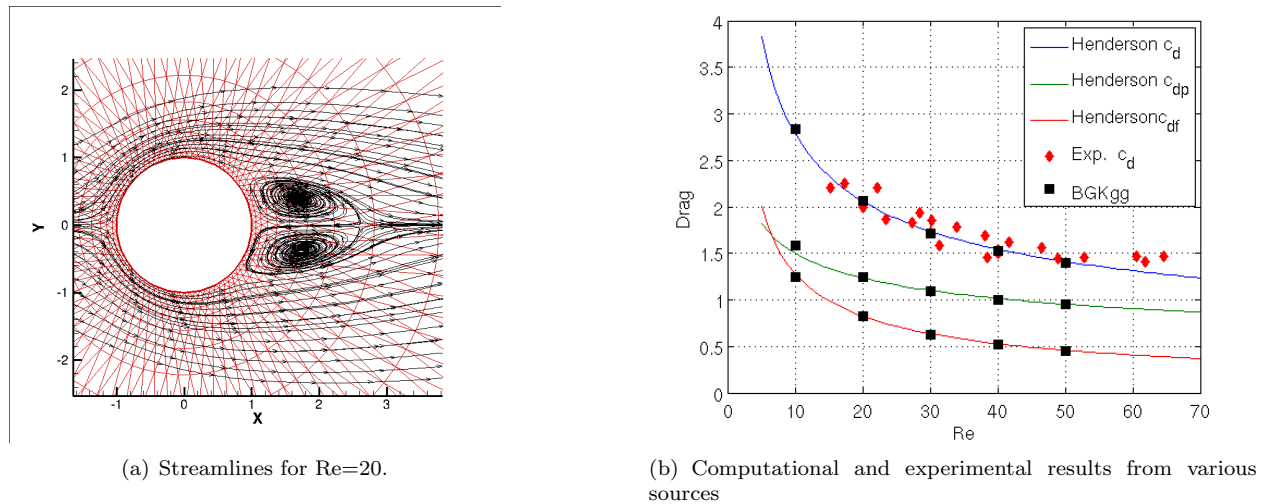 2
1
0
-1
-2
Y
-1
0
1
2
3
X
(a) Streamlines for Re=20.
4
3.5
3
2.5
2
1.5
1
0.5
0
Drag
0
10
20
30
40
50
60
70
Re
Henderson c_d
Henderson c_dp
Hendersonc_df
Exp. c_d
BGKgg
(b) Computational and experimental results from various
sources